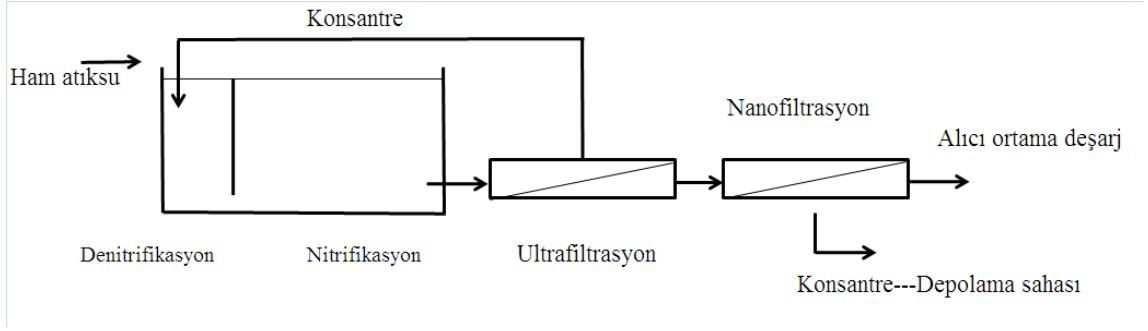 Konsantre
Ham atıksu
Nanofiltrasyon
Alıcı ortama deşarj
Denitrifikasyon
Nitrifikasyon
Ultrafiltrasyon
Konsantre---Depolama sahası